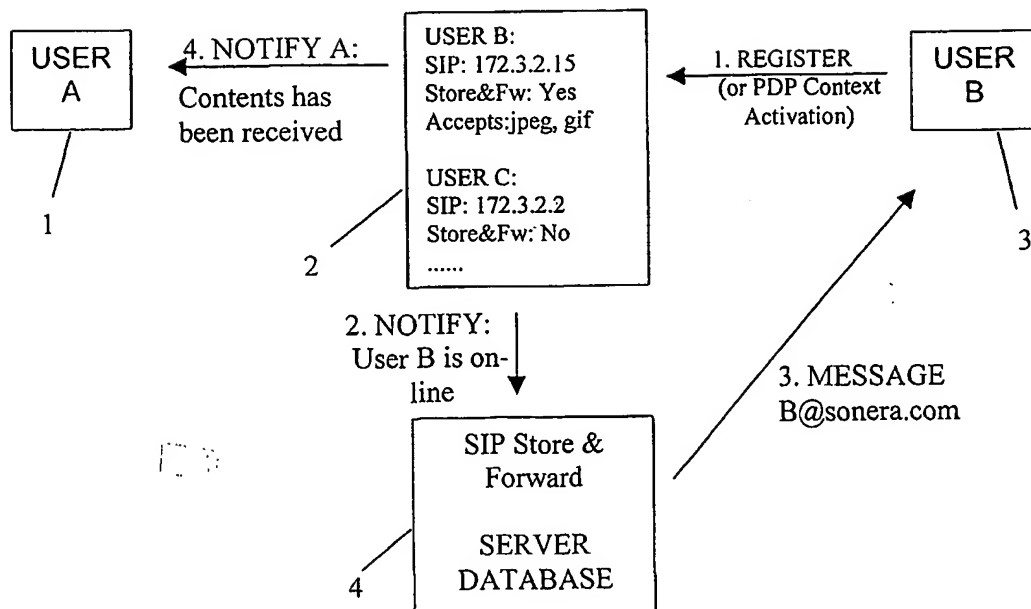 USER
A
4. NOTIFY A:
Contents has
been received
USER B:
SIP: 172.3.2.15
Store&Fw: Yes
Accepts:jpeg, gif
USER C:
SIP: 172.3.2.2
Store&Fw: No
......
1. REGISTER
(or PDP Context
Activation)
USER
B
1
2
3
2. NOTIFY:
User B is on-
line
3. MESSAGE
B@sonera.com
SIP Store &
Forward
SERVER
DATABASE
4